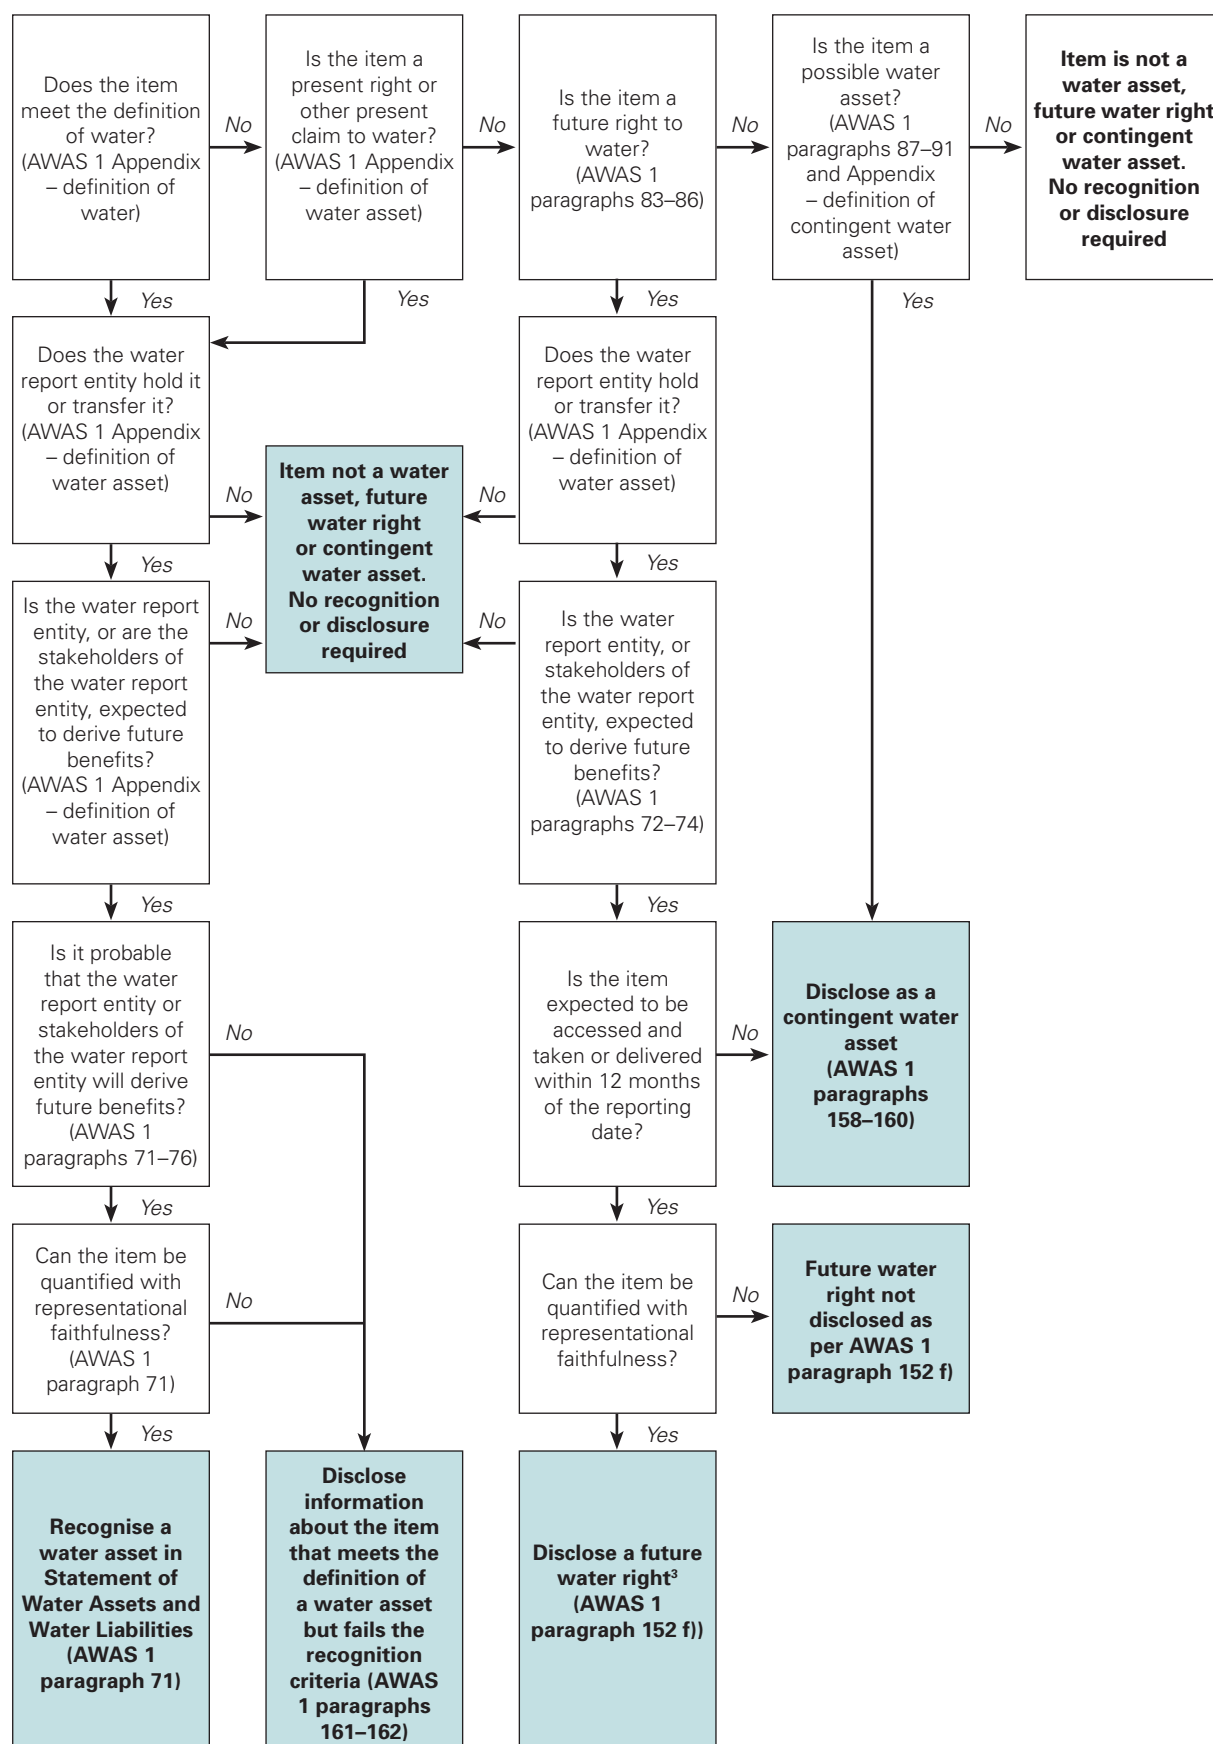 Does the item
meet the definition
of water?
(AWAS 1 Appendix
– definition of
water)
No
Is the item a
present right or
other present
claim to water?
(AWAS 1 Appendix
– definition of
water asset)
No
Is the item a
future right to
water?
(AWAS 1
paragraphs 83–86)
No
Is the item a
possible water
asset?
(AWAS 1
paragraphs 87–91
and Appendix
– definition of
contingent water
asset)
No
Item is not a
water asset,
future water right
or contingent
water asset.
No recognition
or disclosure
required
Yes
Yes
Yes
Yes
Does the water
report entity hold it
or transfer it?
(AWAS 1 Appendix
– definition of
water asset)
No
Item not a water
asset, future
water right
or contingent
water asset.
No recognition
or disclosure
required
No
Does the water
report entity hold
or transfer it?
(AWAS 1 Appendix
– definition of
water asset)
Yes
Yes
Is the water report
entity, or are the
stakeholders of
the water report
entity, expected
to derive future
benefits?
(AWAS 1 Appendix
– definition of
water asset)
No
No
Is the water
report entity, or
stakeholders of
the water report
entity, expected
to derive future
benefits?
(AWAS 1
paragraphs 72–74)
Yes
Yes
Is it probable
that the water
report entity or
stakeholders of
the water report
entity will derive
future benefits?
(AWAS 1
paragraphs 71–76)
No
Is the item
expected to be
accessed and
taken or delivered
within 12 months
of the reporting
date?
No
Disclose as a
contingent water
asset
(AWAS 1
paragraphs
158–160)
Yes
Yes
Can the item be
quantified with
representational
faithfulness?
(AWAS 1
paragraph 71)
No
Can the item be
quantified with
representational
faithfulness?
No
Future water
right not
disclosed as
per AWAS 1
paragraph 152 f)
Yes
Yes
Recognise a
water asset in
Statement of
Water Assets and
Water Liabilities
(AWAS 1
paragraph 71)
Disclose
information
about the item
that meets the
definition of
a water asset
but fails the
recognition
criteria (AWAS
1 paragraphs
161–162)
Disclose a future
water right³
(AWAS 1
paragraph 152 f))